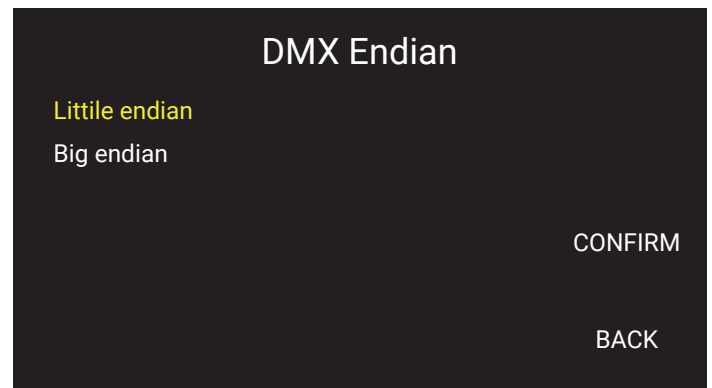 DMX Endian
Littile endian
Big endian
CONFIRM
BACK